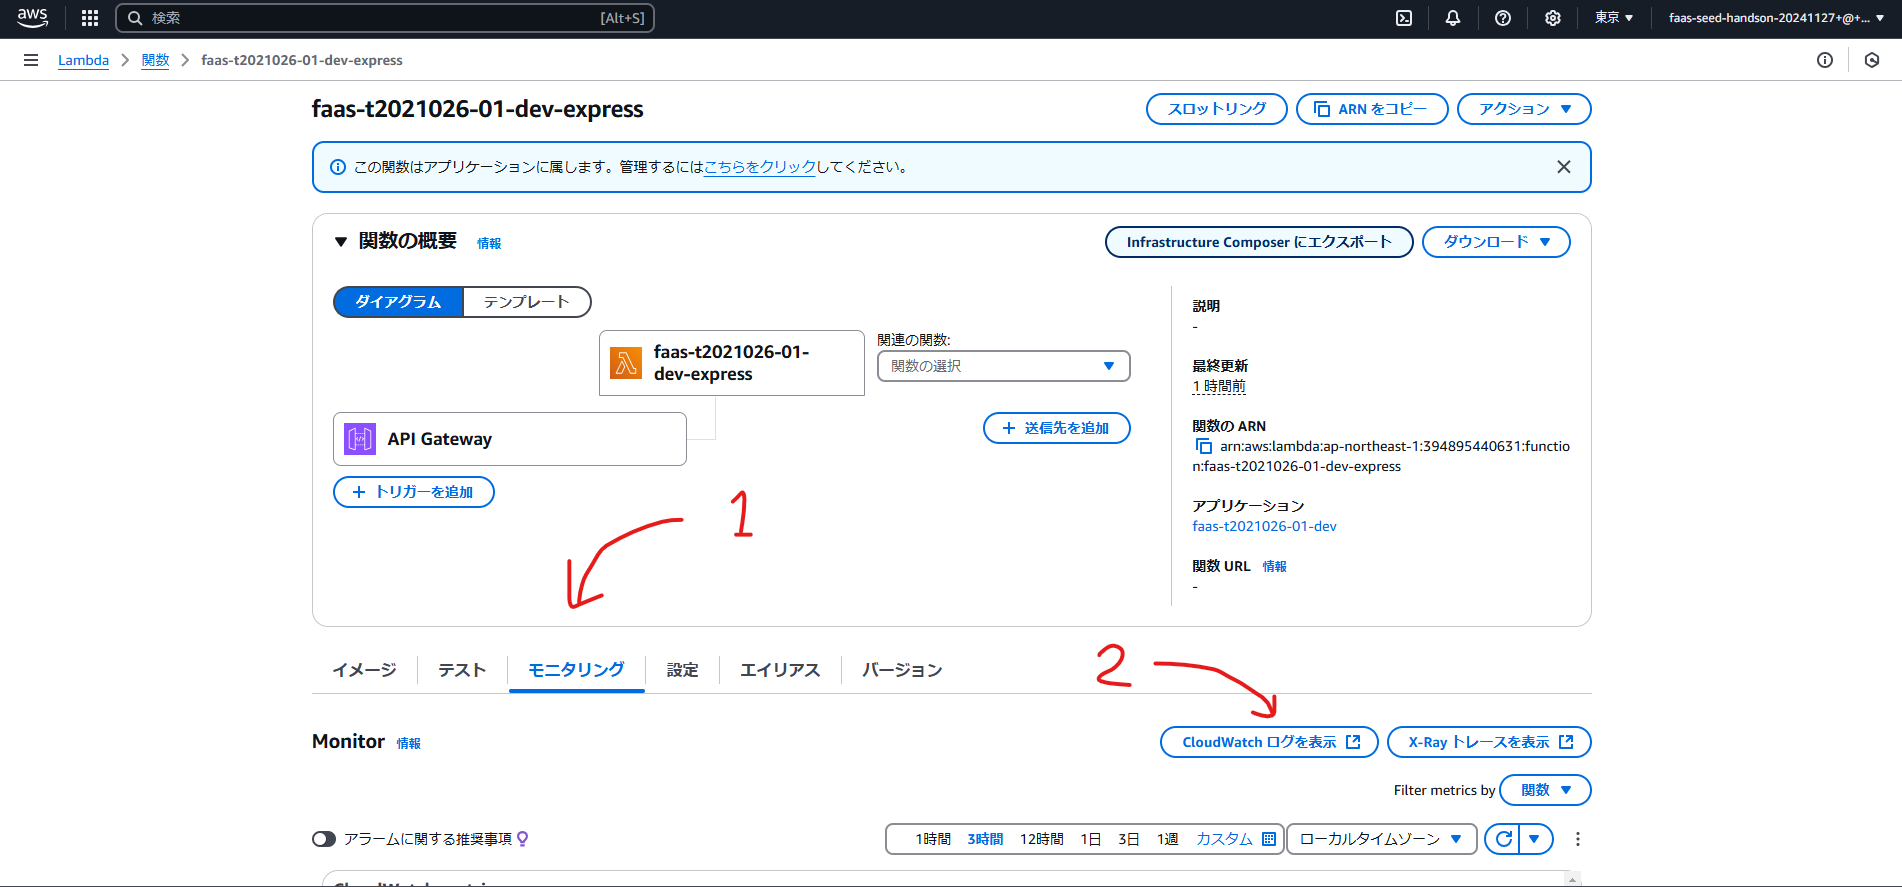 aws
検索 [Alt+S]
東京 ▼
faas-seed-handson-20241127+@+... ▼
Lambda > 関数 > faas-t2021026-01-dev-express
faas-t2021026-01-dev-express
スロットリング
ARN をコピー
アクション ▼
この関数はアプリケーションに属します。管理するにはこちらをクリックしてください。
▼ 関数の概要 情報
Infrastructure Composer にエクスポート
ダウンロード ▼
ダイアグラム テンプレート
faas-t2021026-01-
dev-express
関連の関数:
関数の選択 ▼
API Gateway
+ 送信先を追加
+ トリガーを追加
説明
-
最終更新
1 時間前
関数の ARN
arn:aws:lambda:ap-northeast-1:394895440631:functio
n:faas-t2021026-01-dev-express
アプリケーション
faas-t2021026-01-dev
関数 URL 情報
-
1
イメージ テスト モニタリング 設定 エイリアス バージョン
2
Monitor 情報
CloudWatch ログを表示
X-Ray トレースを表示
Filter metrics by 関数 ▼
アラームに関する推奨事項
1時間 3時間 12時間 1日 3日 1週 カスタム
ローカルタイムゾーン ▼